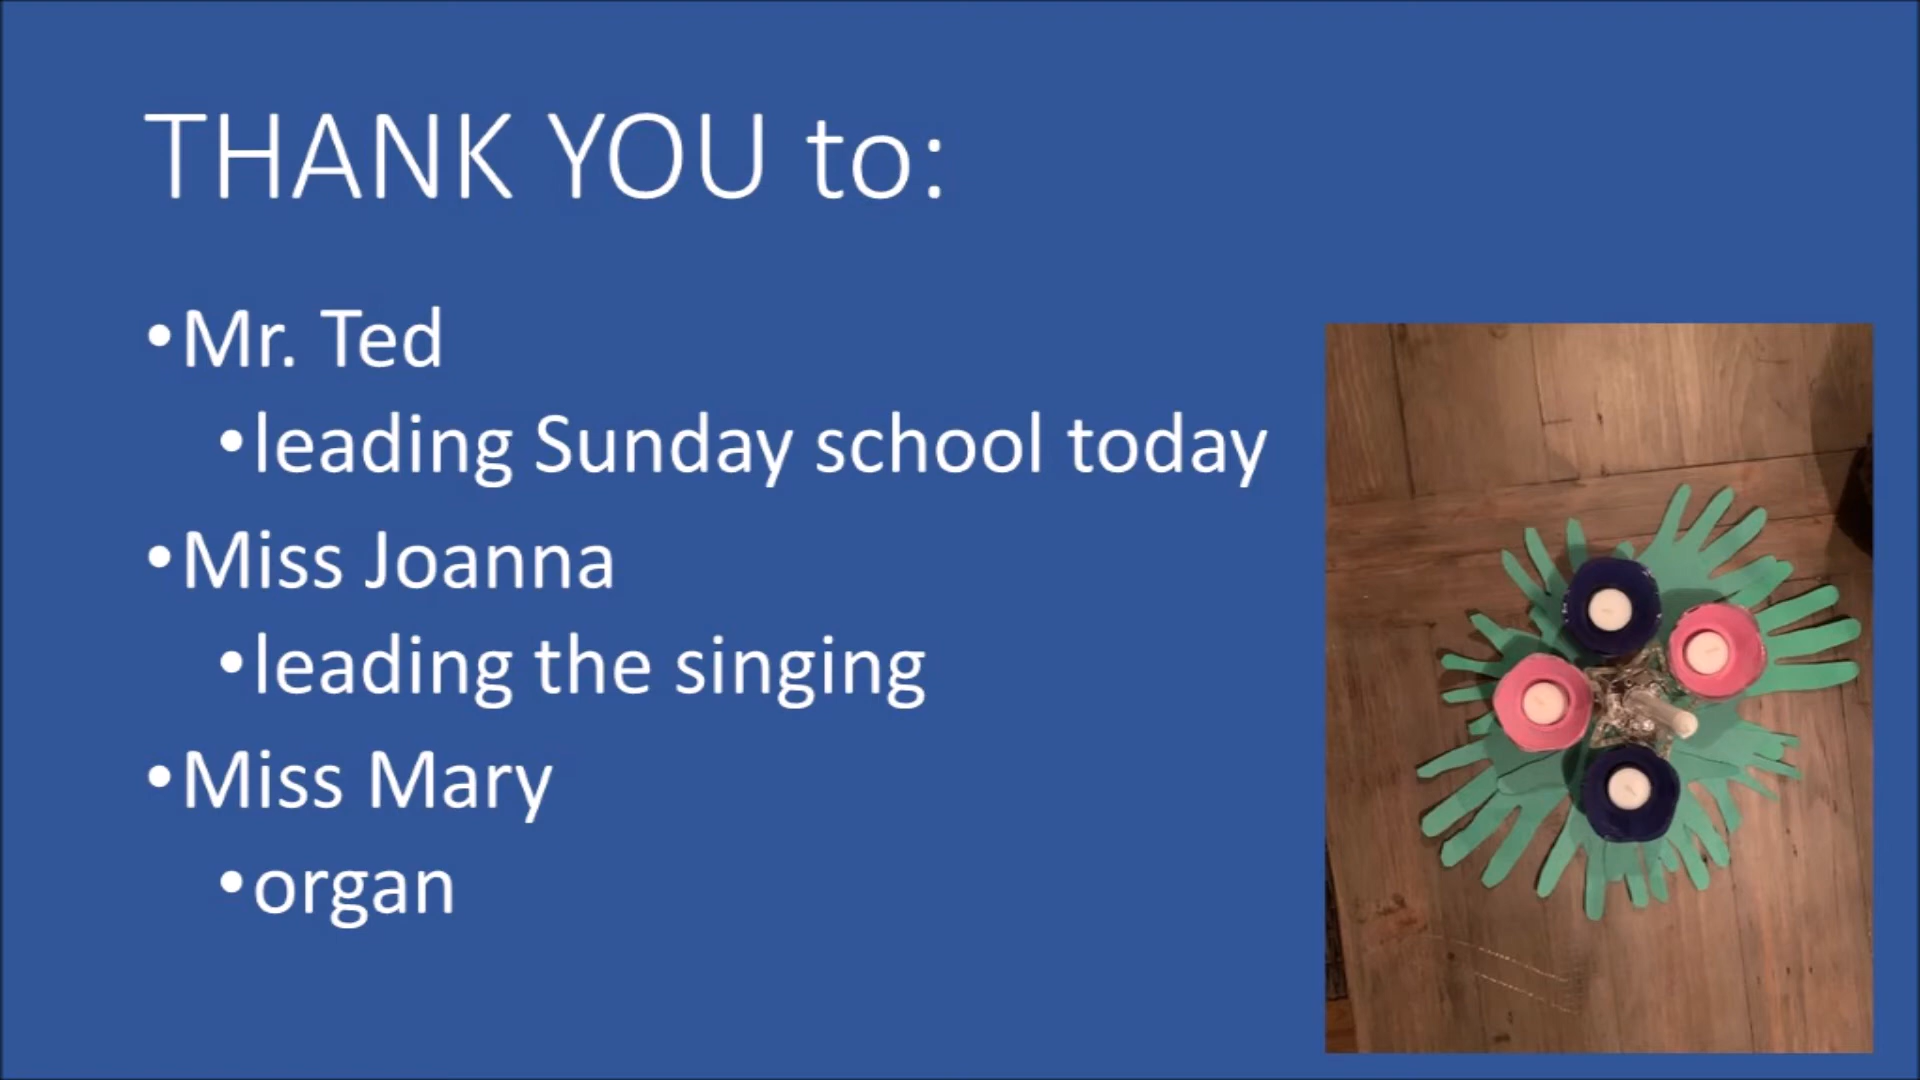 THANK YOU to:
•Mr. Ted
•leading Sunday school today
•Miss Joanna
•leading the singing
•Miss Mary
•organ